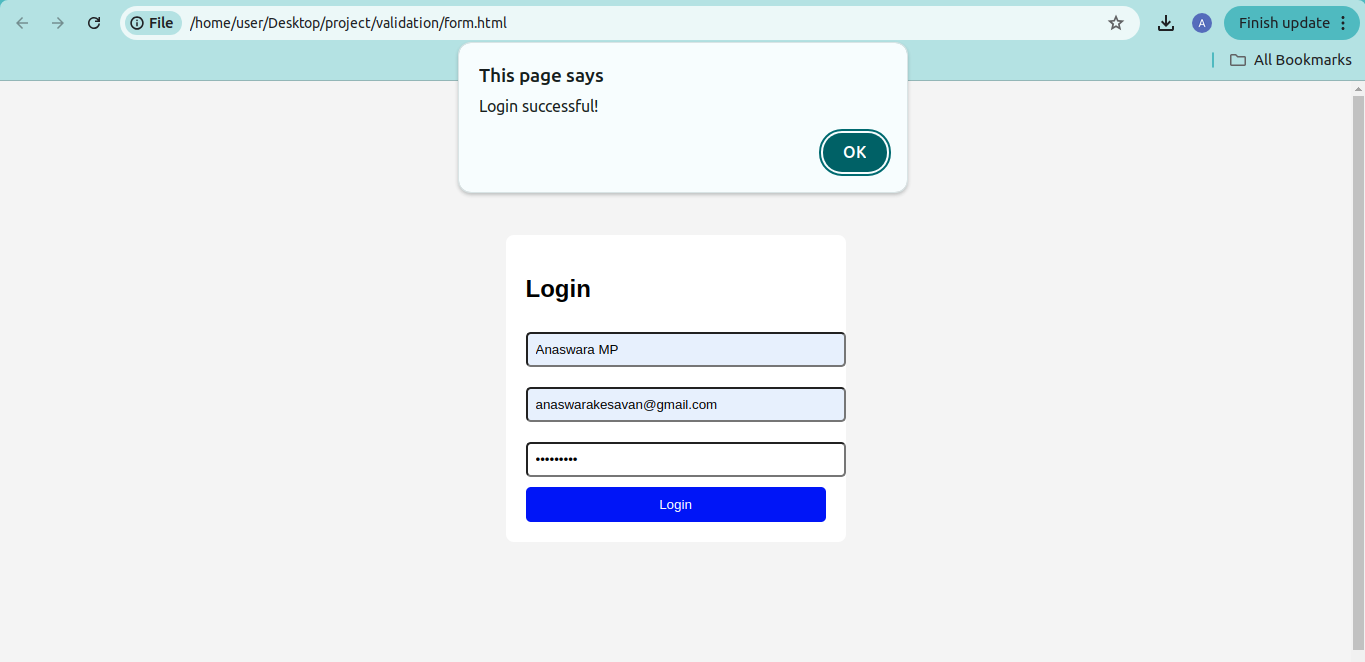 File /home/user/Desktop/project/validation/form.html A Finish update
All Bookmarks
This page says
Login successful!
OK
Login
Anaswara MP
anaswarakesavan@gmail.com
•••••••••
Login